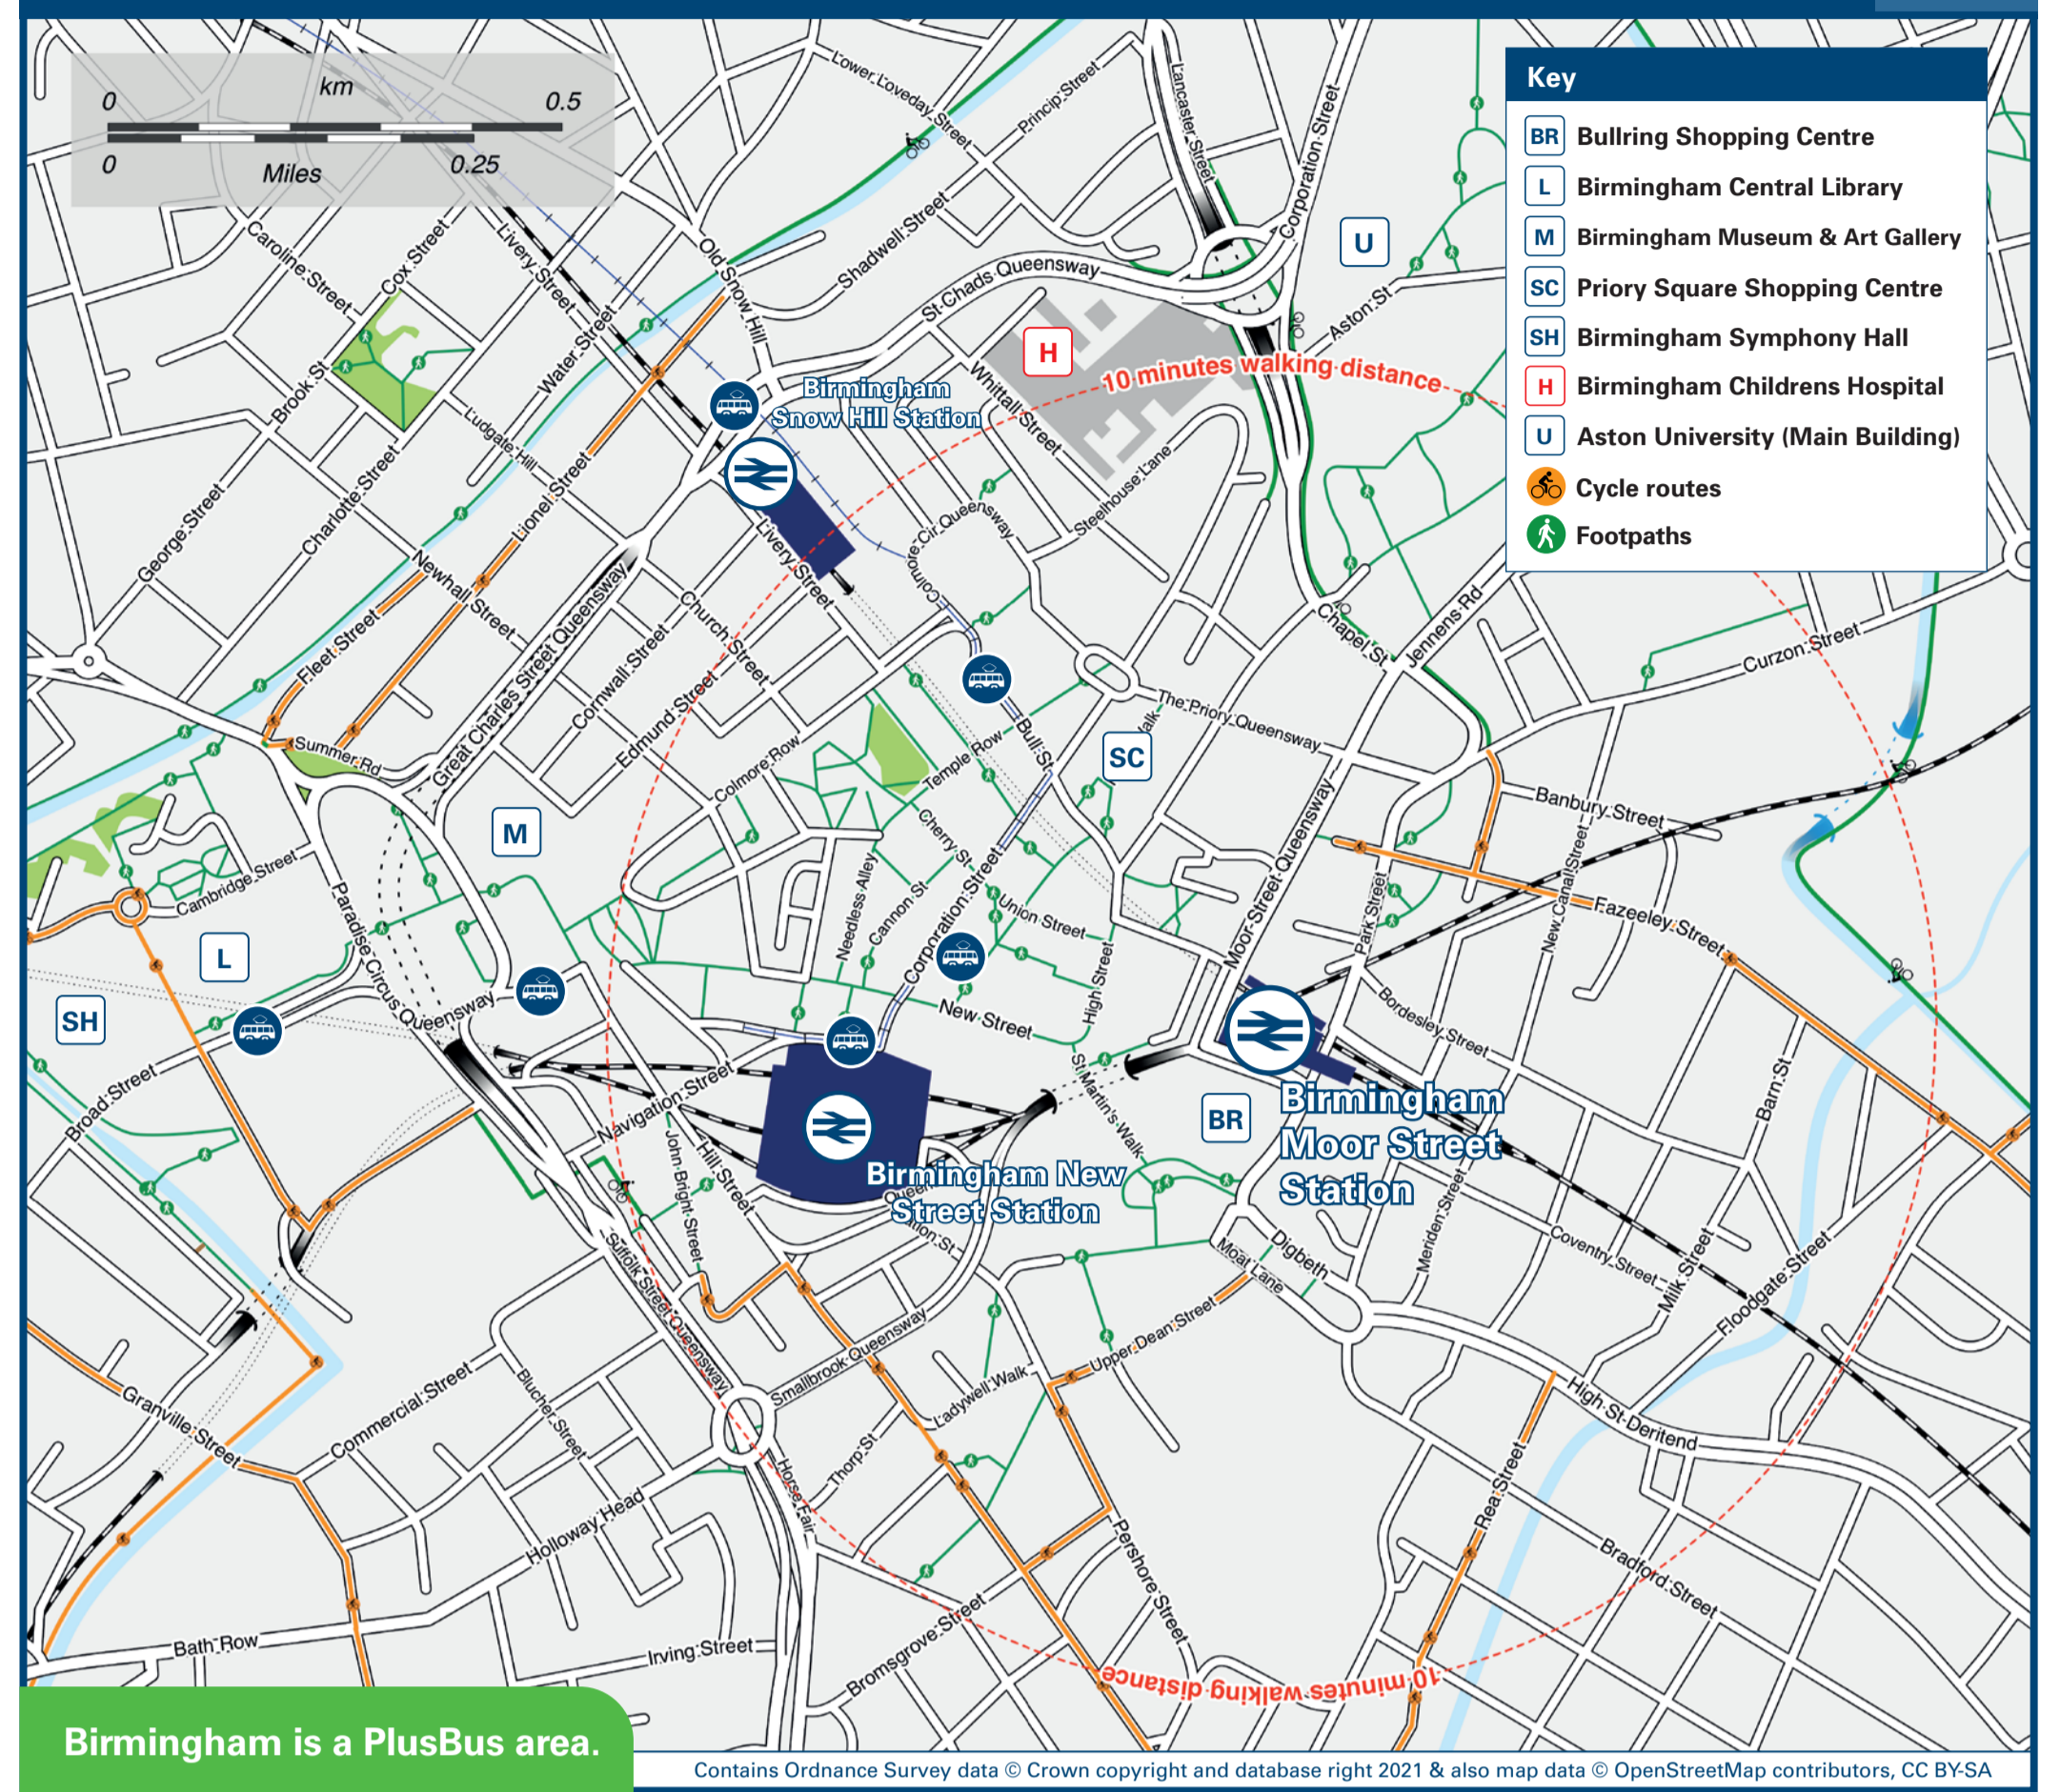 km
0
0.5
0
0.25
Miles
Key
BR Bullring Shopping Centre
L Birmingham Central Library
M Birmingham Museum & Art Gallery
SC Priory Square Shopping Centre
SH Birmingham Symphony Hall
H Birmingham Childrens Hospital
U Aston University (Main Building)
Cycle routes
Footpaths
Lower Loveday Street
Princip Street
Lancaster Street
Corporation Street
U
Caroline Street
Cox Street
Livery Street
Old Snow Hill
Shadwell Street
St Chads Queensway
Aston St
H
Water Street
Brook St
10 minutes walking distance
Birmingham
Snow Hill Station
Whittall Street
Ludgate Hill
Charlotte Street
Lionel Street
George Street
Steelhouse Lane
Colmore Cir Queensway
Livery Street
Newhall Street
Great Charles Street Queensway
Church Street
Fleet Street
Cornwall Street
Edmund Street
Chapel St
Jennens Rd
Curzon Street
The Priory Queensway
Bull St
SC
alk
Summer Rd
Colmore Row
Temple Row
Banbury Street
M
Cherry St
Moor Street Queensway
New Canal Street
Cambridge Street
Needless Alley
Cannon St
Corporation Street
Union Street
Park Street
Fazeeley Street
Paradise Circus Queensway
L
SH
High Street
New Street
Bordesley Street
Broad Street
Navigation Street
St Martin's Walk
BR
Birmingham
Moor Street
Station
Barn St
John Bright Street
Hill Street
Birmingham New
Street Station
Queen
ation St
Meriden Street
Coventry Street
Milk Street
Floodgate Street
Suffolk Street Queensway
Moat Lane
Digbeth
Upper Dean Street
Smallbrook Queensway
Ladywell Walk
Granville Street
Commercial Street
Blucher Street
Thorp St
Horse Fair
High St Deritend
Rea Street
Holloway Head
Pershore Street
Bradford Street
Bath Row
Irving Street
Bromsgrove Street
10 minutes walking distance
Birmingham is a PlusBus area.
Contains Ordnance Survey data © Crown copyright and database right 2021 & also map data © OpenStreetMap contributors, CC BY-SA